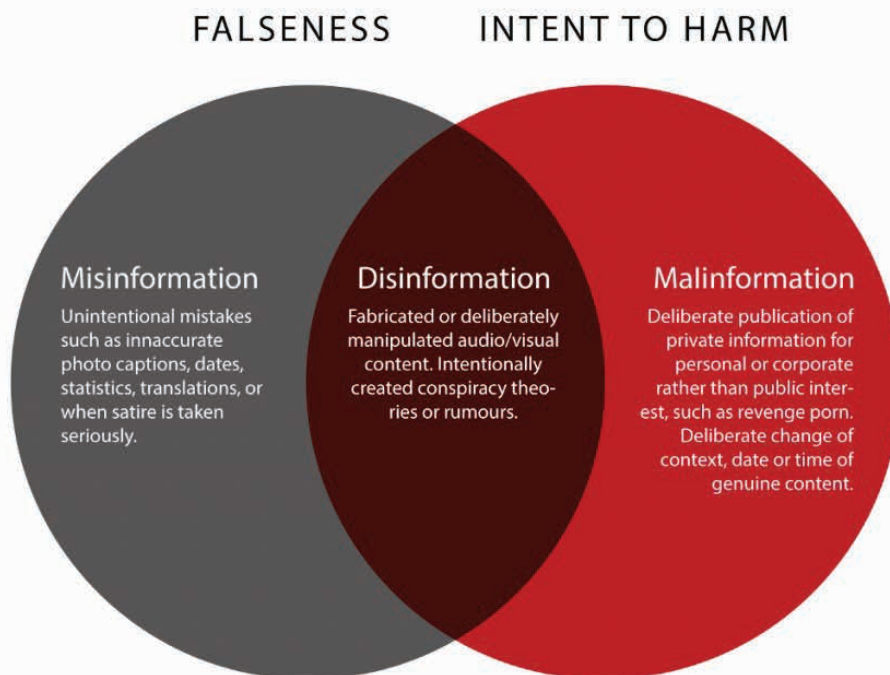 FALSENESS
INTENT TO HARM
Misinformation
Unintentional mistakes
such as innaccurate
photo captions, dates,
statistics, translations, or
when satire is taken
seriously.
Disinformation
Fabricated or deliberately
manipulated audio/visual
content. Intentionally
created conspiracy theo-
ries or rumours.
Malinformation
Deliberate publication of
private information for
personal or corporate
rather than public inter-
est, such as revenge porn.
Deliberate change of
context, date or time of
genuine content.